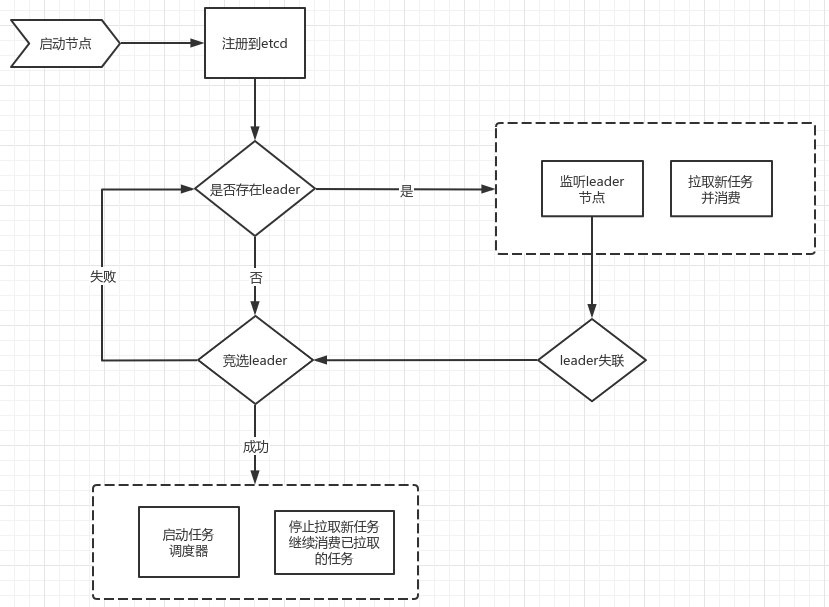 启动节点
注册到etcd
是否存在leader
是
监听leader
节点
拉取新任务
并消费
失败
否
竞选leader
leader失联
成功
启动任务
调度器
停止拉取新任务
继续消费已拉取
的任务